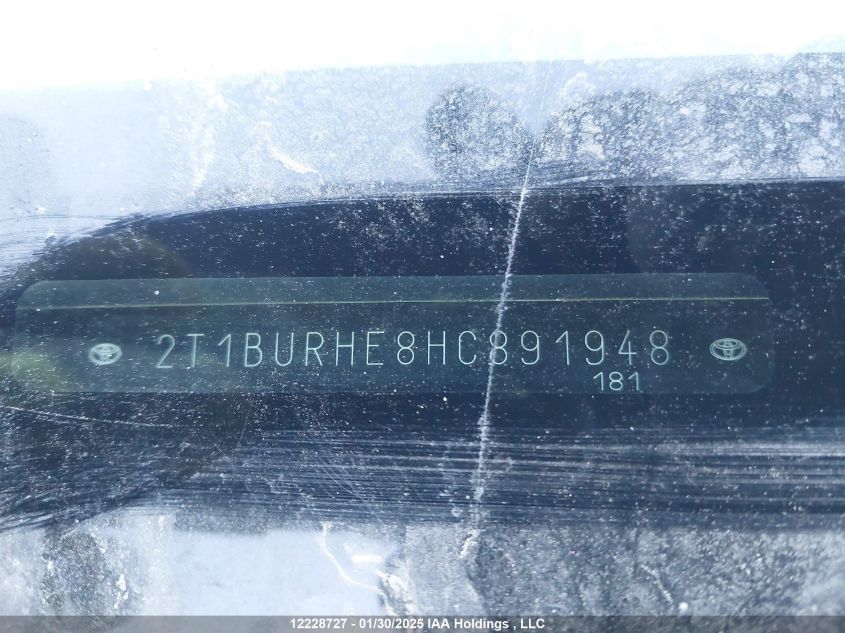 2T1BURHE8HC891948
181
12228727 - 01/30/2025 IAA Holdings , LLC